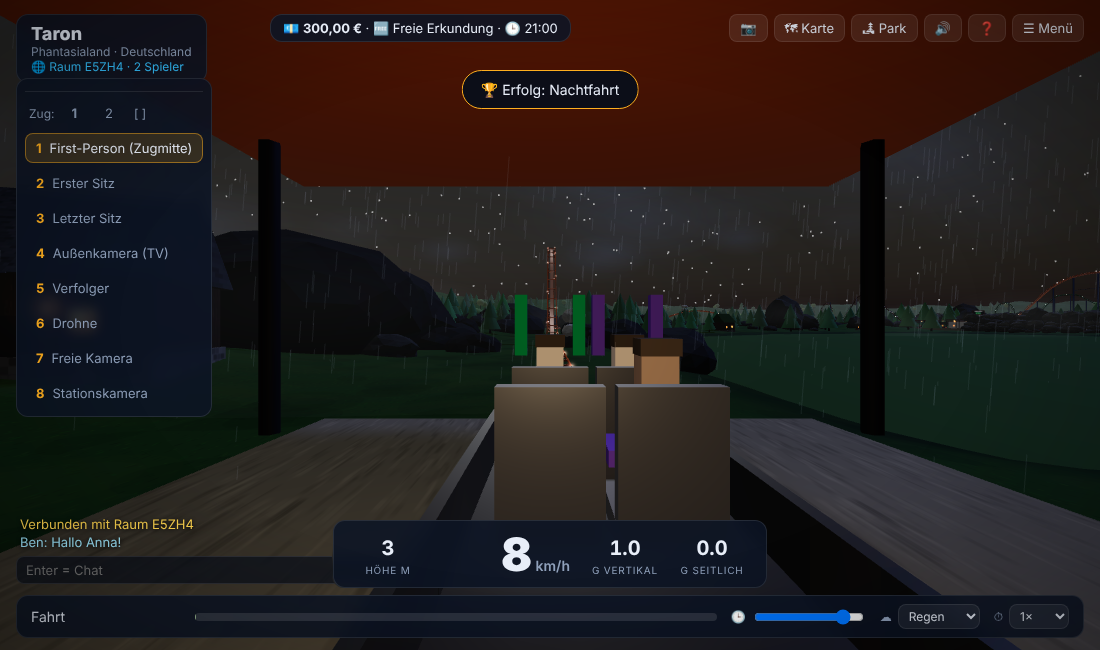 Taron
Phantasialand · Deutschland
🌐 Raum E5ZH4 · 2 Spieler
💶 300,00 € · 🆓 Freie Erkundung · 🕒 21:00
📷
🗺 Karte
🎢 Park
🔊
❓
☰ Menü
🏆 Erfolg: Nachtfahrt
Zug: 1 2 [ ]
1 First-Person (Zugmitte)
2 Erster Sitz
3 Letzter Sitz
4 Außenkamera (TV)
5 Verfolger
6 Drohne
7 Freie Kamera
8 Stationskamera
Verbunden mit Raum E5ZH4
Ben: Hallo Anna!
Enter = Chat
3
HÖHE M
8 km/h
1.0
G VERTIKAL
0.0
G SEITLICH
Fahrt
Regen
1×